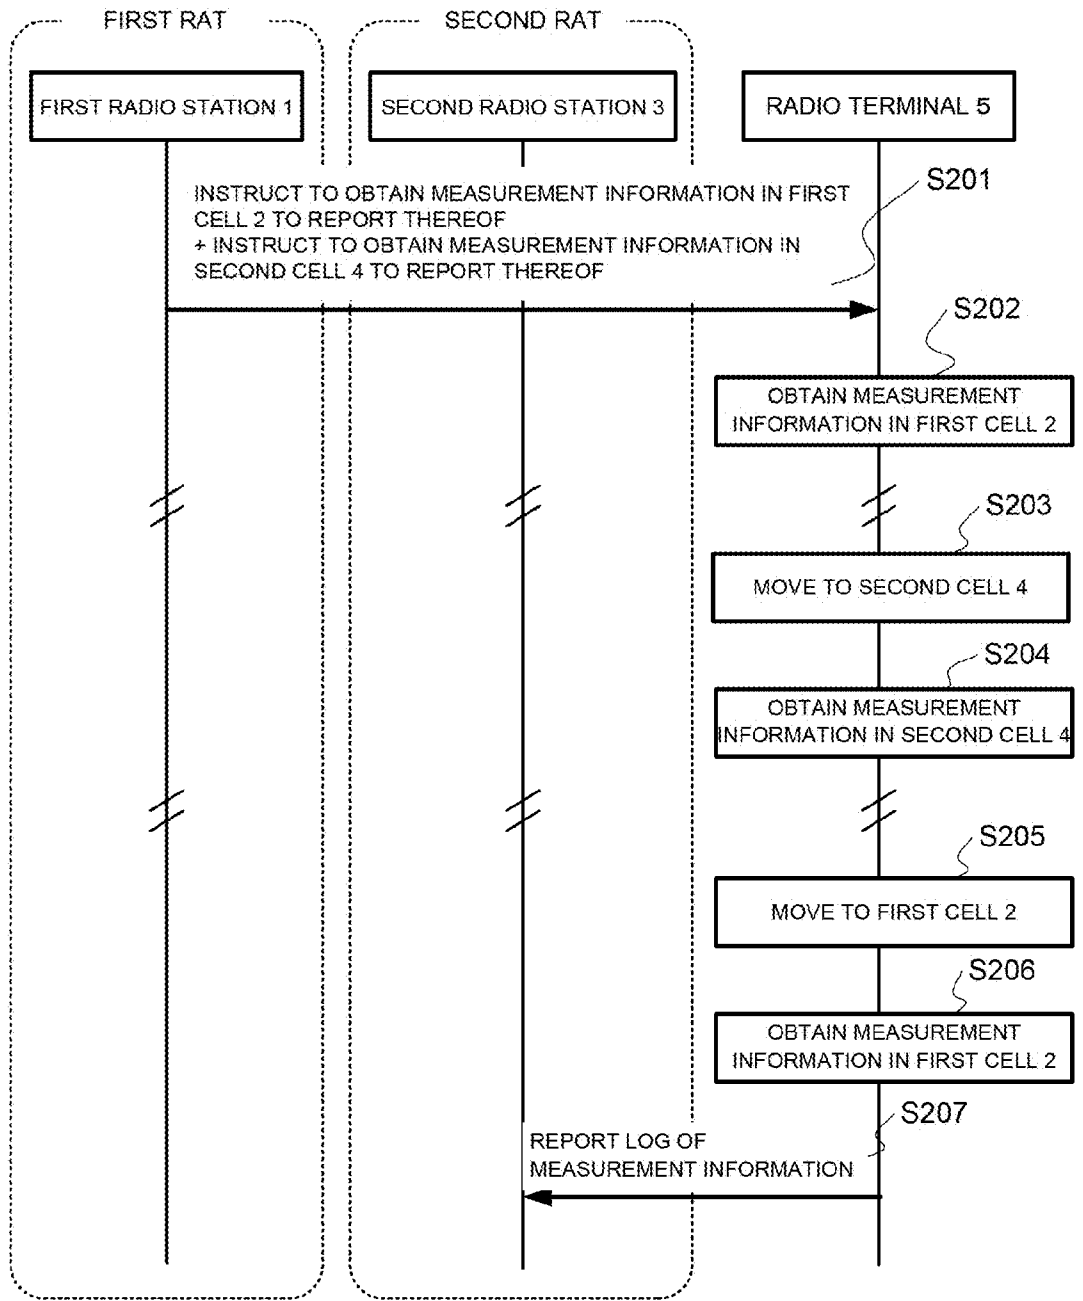 FIRST RAT
SECOND RAT
FIRST RADIO STATION 1
SECOND RADIO STATION 3
RADIO TERMINAL 5
INSTRUCT TO OBTAIN MEASUREMENT INFORMATION IN FIRST
CELL 2 TO REPORT THEREOF
+ INSTRUCT TO OBTAIN MEASUREMENT INFORMATION IN
SECOND CELL 4 TO REPORT THEREOF
S201
S202
OBTAIN MEASUREMENT
INFORMATION IN FIRST CELL 2
S203
MOVE TO SECOND CELL 4
S204
OBTAIN MEASUREMENT
INFORMATION IN SECOND CELL 4
S205
MOVE TO FIRST CELL 2
S206
OBTAIN MEASUREMENT
INFORMATION IN FIRST CELL 2
S207
REPORT LOG OF
MEASUREMENT INFORMATION